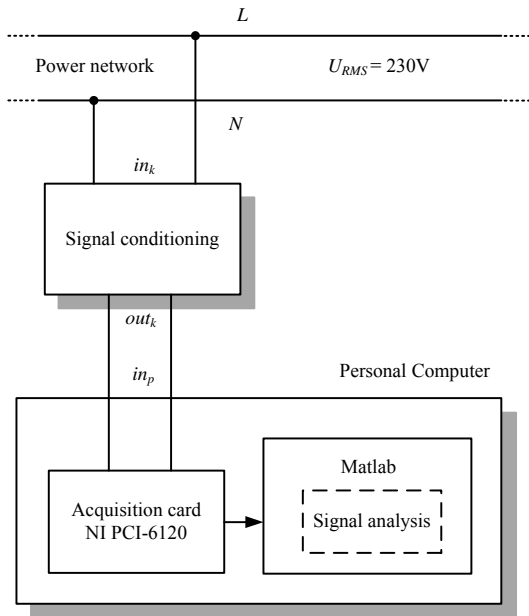 L
Power network
U_RMS = 230V
N
in_k
Signal conditioning
out_k
in_p
Personal Computer
Matlab
Acquisition card
NI PCI-6120
Signal analysis